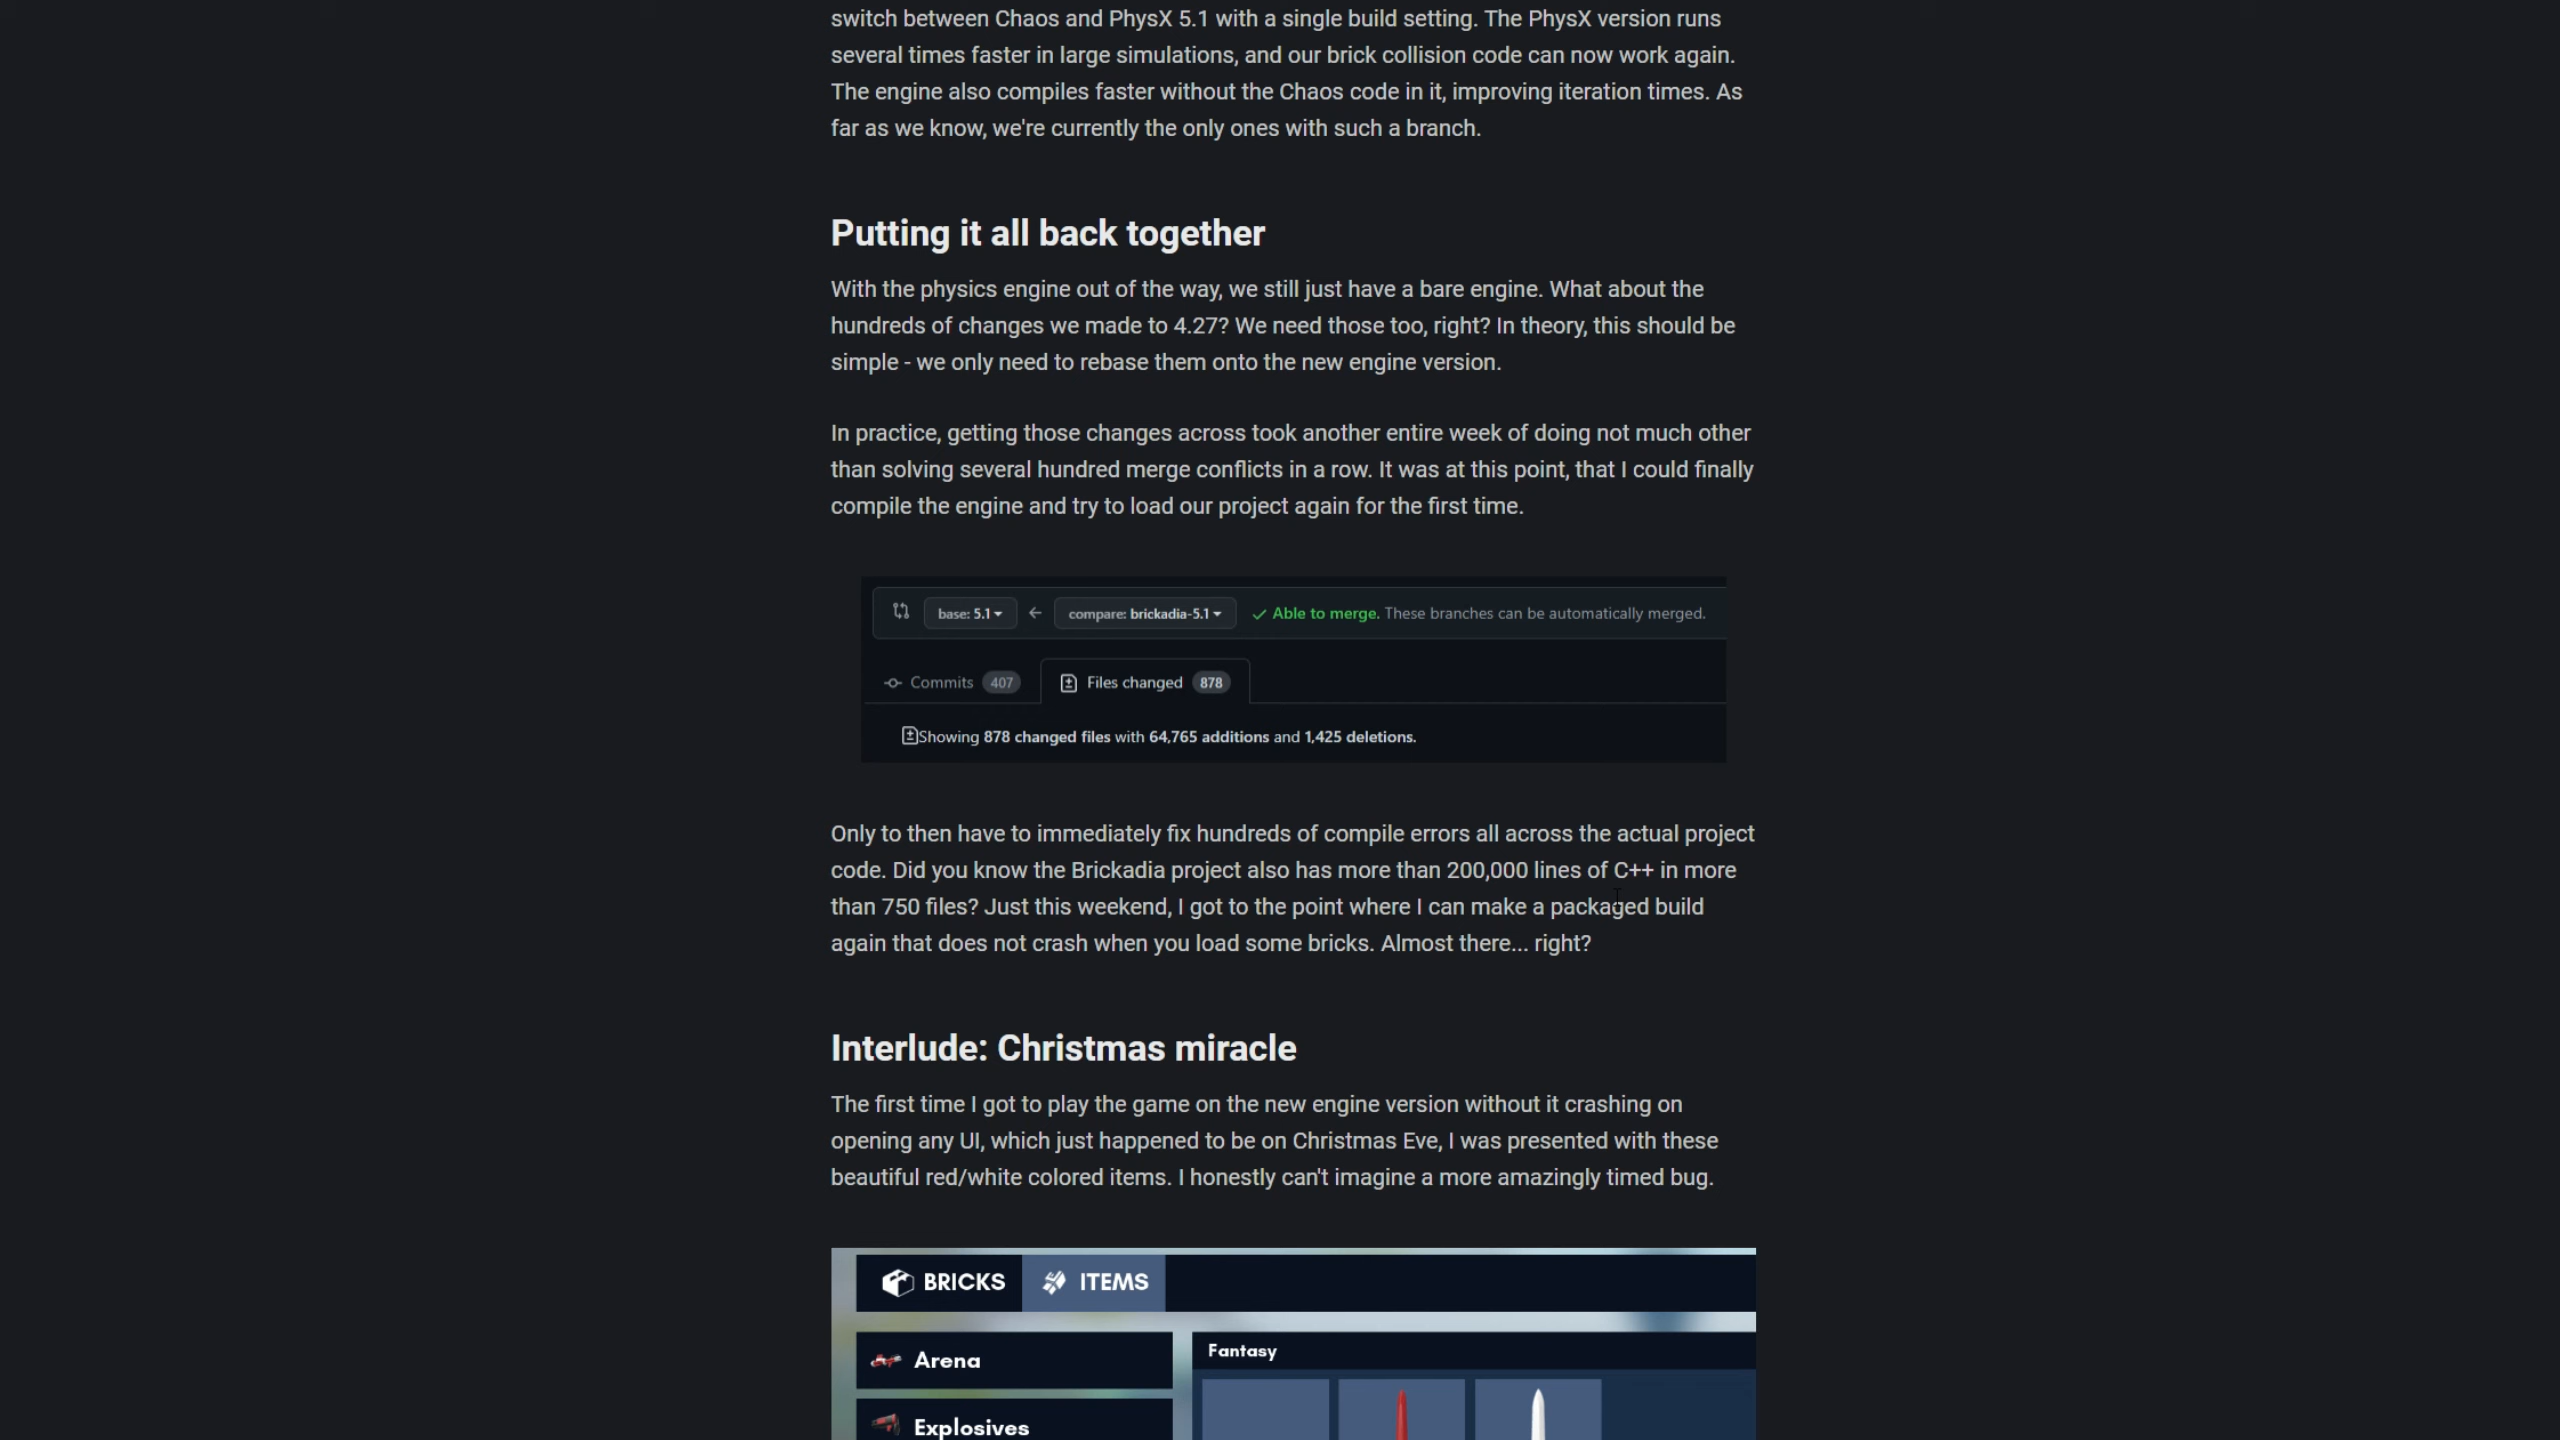 switch between Chaos and PhysX 5.1 with a single build setting. The PhysX version runs
several times faster in large simulations, and our brick collision code can now work again.
The engine also compiles faster without the Chaos code in it, improving iteration times. As
far as we know, we're currently the only ones with such a branch.
Putting it all back together
With the physics engine out of the way, we still just have a bare engine. What about the
hundreds of changes we made to 4.27? We need those too, right? In theory, this should be
simple - we only need to rebase them onto the new engine version.
In practice, getting those changes across took another entire week of doing not much other
than solving several hundred merge conflicts in a row. It was at this point, that I could finally
compile the engine and try to load our project again for the first time.
base: 5.1 compare: brickadia-5.1 Able to merge. These branches can be automatically merged.
Commits 407 Files changed 878
Showing 878 changed files with 64,765 additions and 1,425 deletions.
Only to then have to immediately fix hundreds of compile errors all across the actual project
code. Did you know the Brickadia project also has more than 200,000 lines of C++ in more
than 750 files? Just this weekend, I got to the point where I can make a packaged build
again that does not crash when you load some bricks. Almost there... right?
Interlude: Christmas miracle
The first time I got to play the game on the new engine version without it crashing on
opening any UI, which just happened to be on Christmas Eve, I was presented with these
beautiful red/white colored items. I honestly can't imagine a more amazingly timed bug.
BRICKS ITEMS
Arena
Fantasy
Explosives